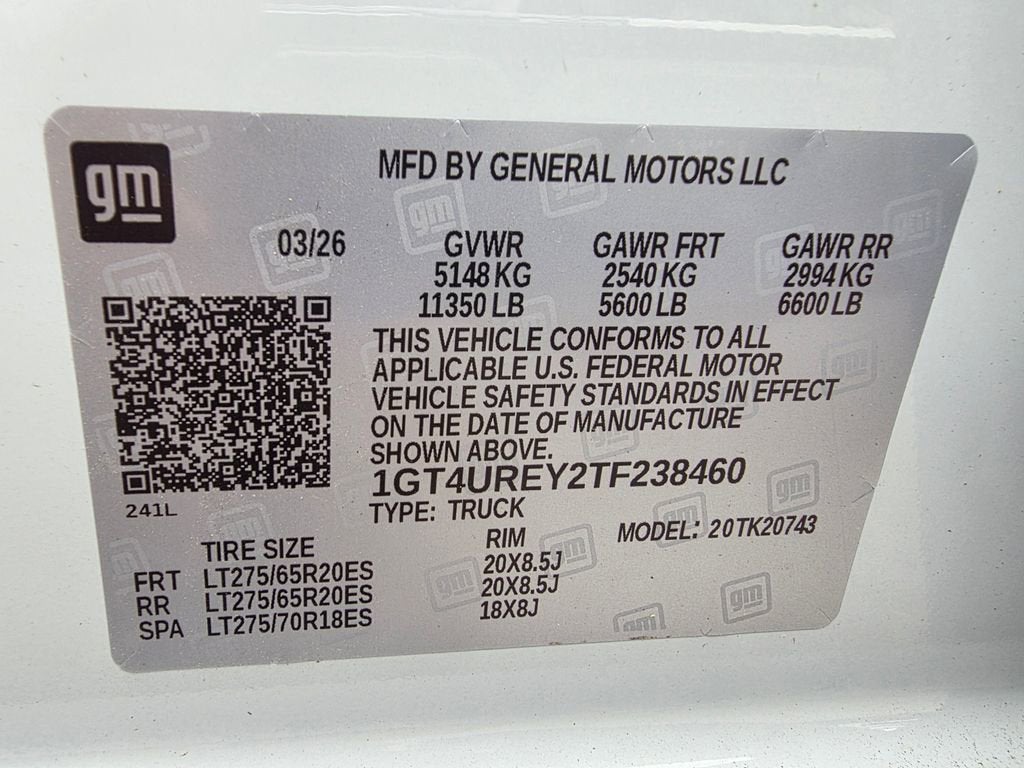 gm
MFD BY GENERAL MOTORS LLC
03/26 GVWR GAWR FRT GAWR RR
5148 KG 2540 KG 2994 KG
11350 LB 5600 LB 6600 LB
THIS VEHICLE CONFORMS TO ALL
APPLICABLE U.S. FEDERAL MOTOR
VEHICLE SAFETY STANDARDS IN EFFECT
ON THE DATE OF MANUFACTURE
SHOWN ABOVE.
1GT4UREY2TF238460
241L
TYPE: TRUCK
MODEL: 20TK20743
TIRE SIZE RIM
FRT LT275/65R20ES 20X8.5J
RR LT275/65R20ES 20X8.5J
SPA LT275/70R18ES 18X8J